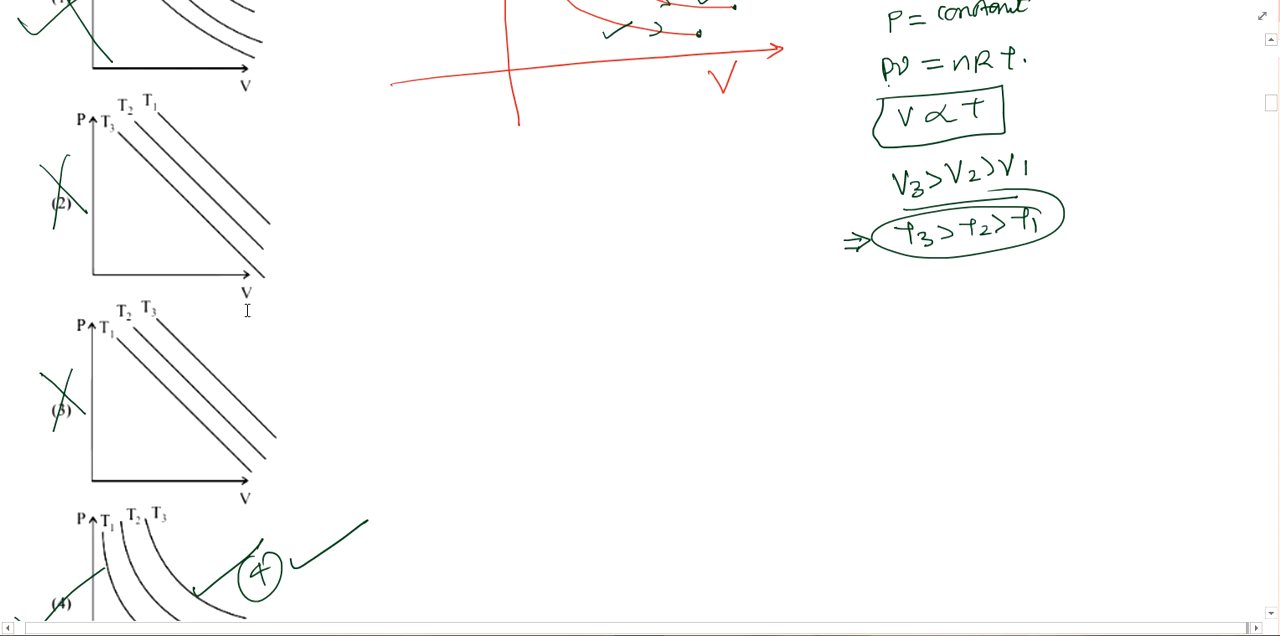 V
P T₃ T₂ T₁
(2)
V
P T₁ T₂ T₃
(3)
V
P T₁ T₂ T₃
(4)
4
V
P = constant
PV = nRT.
V ∝ T
V₃ > V₂ > V₁
⇒ T₃ > T₂ > T₁